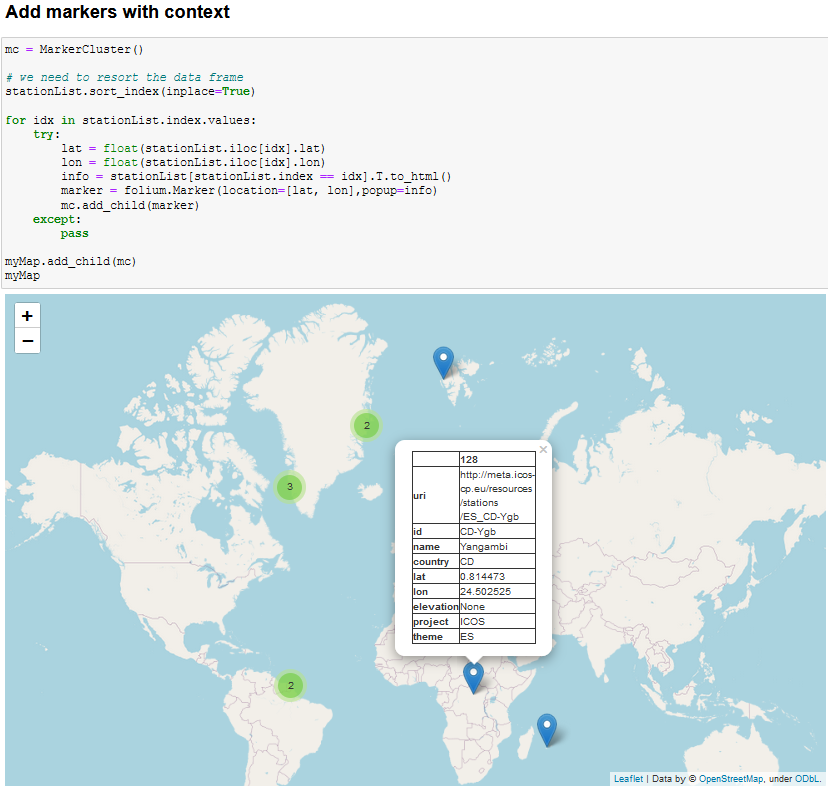 Add markers with context
mc = MarkerCluster()
# we need to resort the data frame
stationList.sort_index(inplace=True)
for idx in stationList.index.values:
try:
lat = float(stationList.iloc[idx].lat)
lon = float(stationList.iloc[idx].lon)
info = stationList[stationList.index == idx].T.to_html()
marker = folium.Marker(location=[lat, lon],popup=info)
mc.add_child(marker)
except:
pass
myMap.add_child(mc)
myMap
+
−
2
3
×
128
uri http://meta.icos-
cp.eu/resources
/stations
/ES_CD-Ygb
id CD-Ygb
name Yangambi
country CD
lat 0.814473
lon 24.502525
elevation None
project ICOS
theme ES
2
Leaflet | Data by © OpenStreetMap, under ODbL.